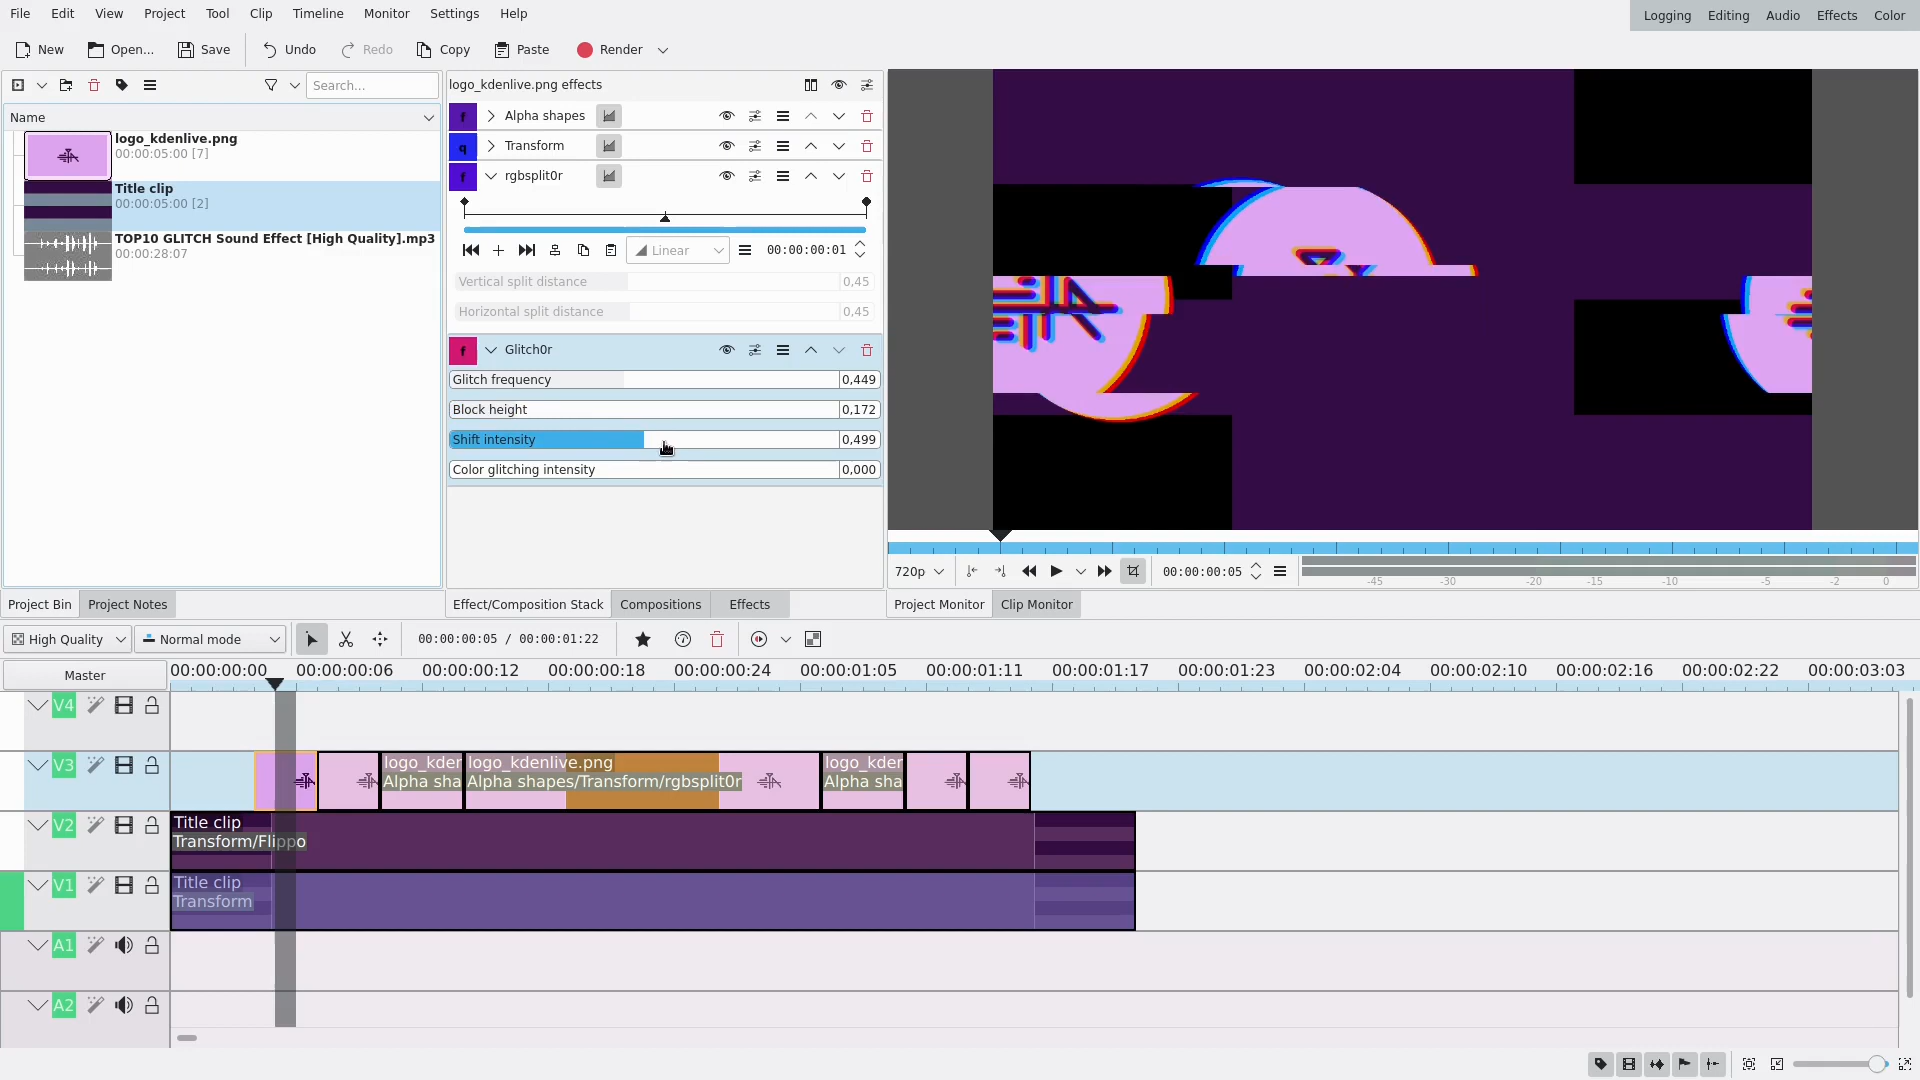 File Edit View Project Tool Clip Timeline Monitor Settings Help
Logging Editing Audio Effects Color
New Open... Save Undo Redo Copy Paste Render
Search...
Name
logo_kdenlive.png
00:00:05:00 [7]
Title clip
00:00:05:00 [2]
TOP10 GLITCH Sound Effect [High Quality].mp3
00:00:28:07
Project Bin Project Notes
logo_kdenlive.png effects
f Alpha shapes
q Transform
f rgbsplit0r
Linear 00:00:00:01
Vertical split distance 0,45
Horizontal split distance 0,45
f Glitch0r
Glitch frequency 0,449
Block height 0,172
Shift intensity 0,499
Color glitching intensity 0,000
Effect/Composition Stack Compositions Effects
720p 00:00:00:05
-45 -30 -20 -15 -10 -5 -2 0
Project Monitor Clip Monitor
High Quality Normal mode 00:00:00:05 / 00:00:01:22
Master 00:00:00:00 00:00:00:06 00:00:00:12 00:00:00:18 00:00:00:24 00:00:01:05 00:00:01:11 00:00:01:17 00:00:01:23 00:00:02:04 00:00:02:10 00:00:02:16 00:00:02:22 00:00:03:03
V4
V3 logo_kder logo_kdenlive.png logo_kder
Alpha sha Alpha shapes/Transform/rgbsplit0r Alpha sha
V2 Title clip
Transform/Flippo
V1 Title clip
Transform
A1
A2